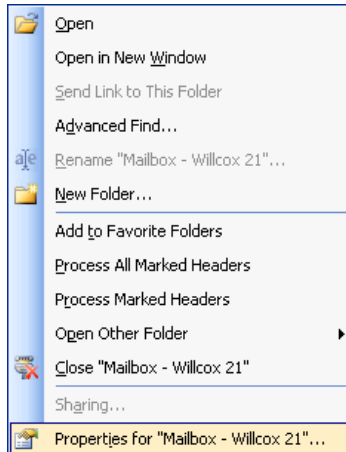 Open
Open in New Window
Send Link to This Folder
Advanced Find...
Rename "Mailbox - Willcox 21"...
New Folder...
Add to Favorite Folders
Process All Marked Headers
Process Marked Headers
Open Other Folder
Close "Mailbox - Willcox 21"
Sharing...
Properties for "Mailbox - Willcox 21"...